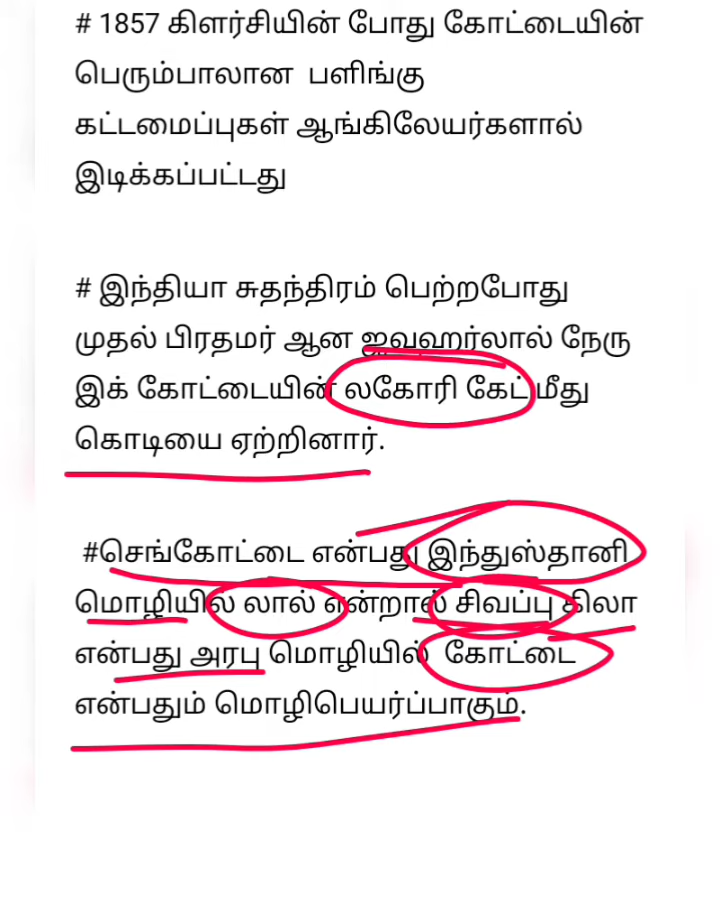 # 1857 கிளர்சியின் போது கோட்டையின்
பெரும்பாலான பளிங்கு
கட்டமைப்புகள் ஆங்கிலேயர்களால்
இடிக்கப்பட்டது
# இந்தியா சுதந்திரம் பெற்றபோது
முதல் பிரதமர் ஆன ஜவஹர்லால் நேரு
இக் கோட்டையின் லகோரி கேட் மீது
கொடியை ஏற்றினார்.
#செங்கோட்டை என்பது இந்துஸ்தானி
மொழியில் லால் என்றால் சிவப்பு கிலா
என்பது அரபு மொழியில் கோட்டை
என்பதும் மொழிபெயர்ப்பாகும்.